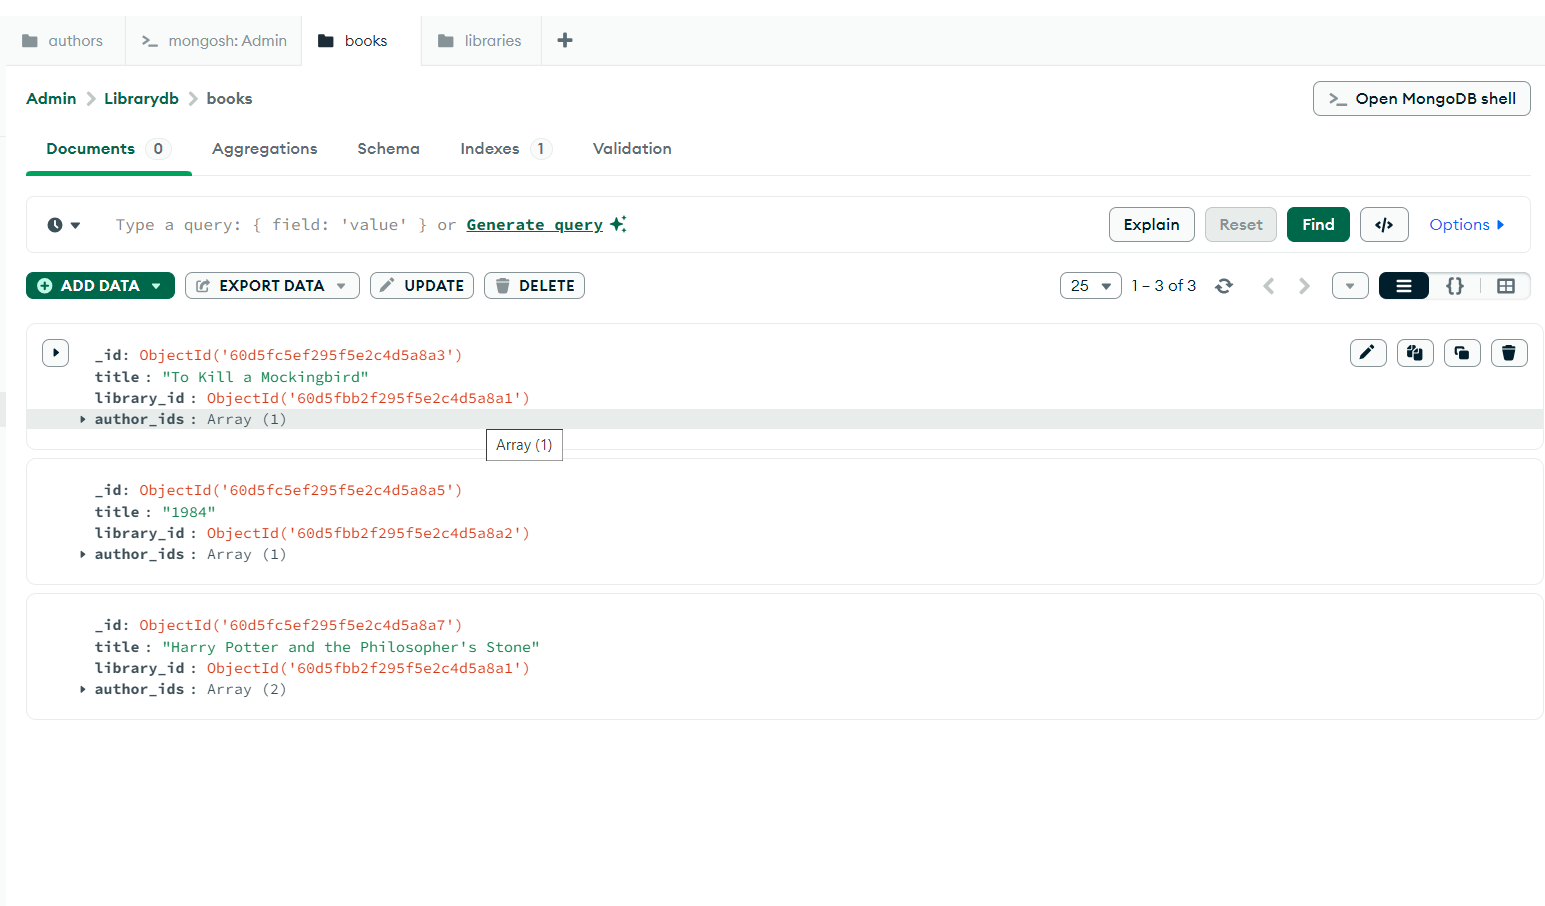 authors
>_ mongosh: Admin
books
libraries
Admin > Librarydb > books
>_ Open MongoDB shell
Documents 0
Aggregations
Schema
Indexes 1
Validation
Type a query: { field: 'value' } or Generate query
Explain
Reset
Find
</>
Options
ADD DATA
EXPORT DATA
UPDATE
DELETE
25
1 – 3 of 3
{}
_id: ObjectId('60d5fc5ef295f5e2c4d5a8a3')
title : "To Kill a Mockingbird"
library_id : ObjectId('60d5fbb2f295f5e2c4d5a8a1')
author_ids : Array (1)
Array (1)
_id: ObjectId('60d5fc5ef295f5e2c4d5a8a5')
title : "1984"
library_id : ObjectId('60d5fbb2f295f5e2c4d5a8a2')
author_ids : Array (1)
_id: ObjectId('60d5fc5ef295f5e2c4d5a8a7')
title : "Harry Potter and the Philosopher's Stone"
library_id : ObjectId('60d5fbb2f295f5e2c4d5a8a1')
author_ids : Array (2)